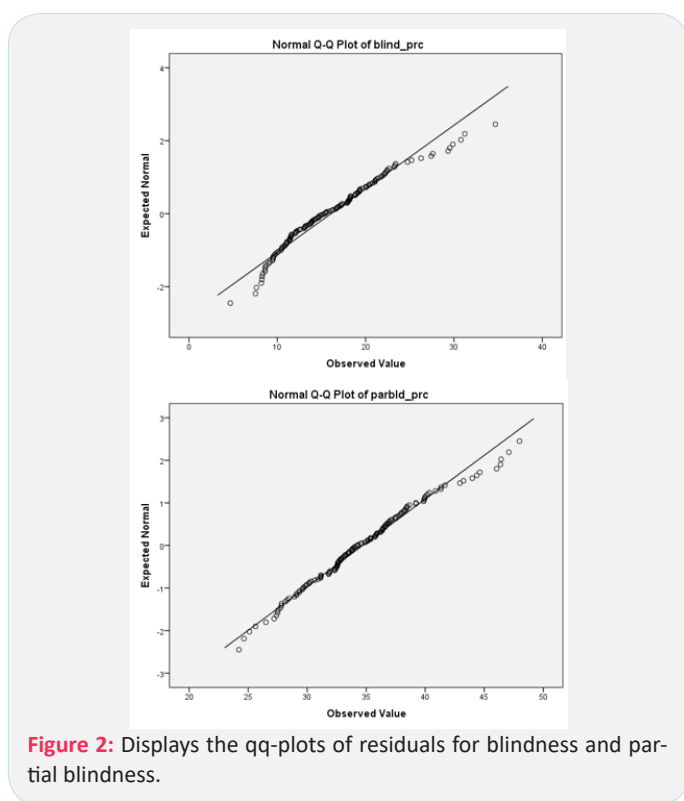 Normal Q-Q Plot of blind_prc
4
2
0
-2
Expected Normal
0 10 20 30 40
Observed Value
Normal Q-Q Plot of parbld_prc
3
2
1
0
-1
-2
-3
Expected Normal
20 25 30 35 40 45 50
Observed Value
Figure 2: Displays the qq-plots of residuals for blindness and par-
tial blindness.